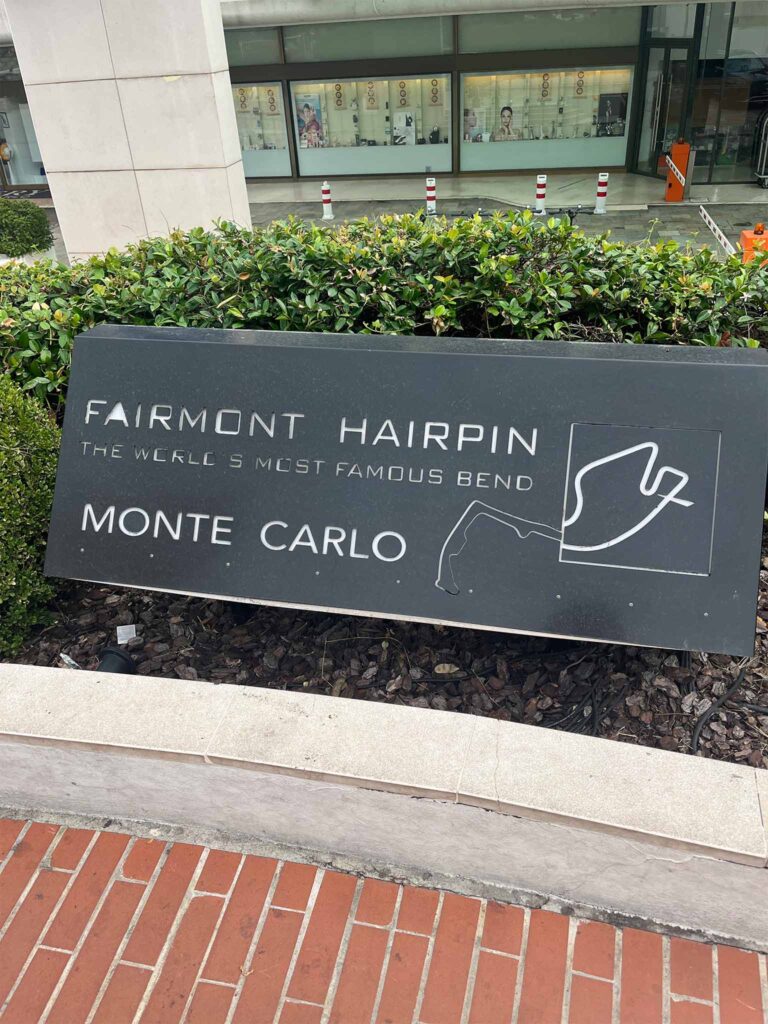 FAIRMONT HAIRPIN
THE WORLD S MOST FAMOUS BEND
MONTE CARLO